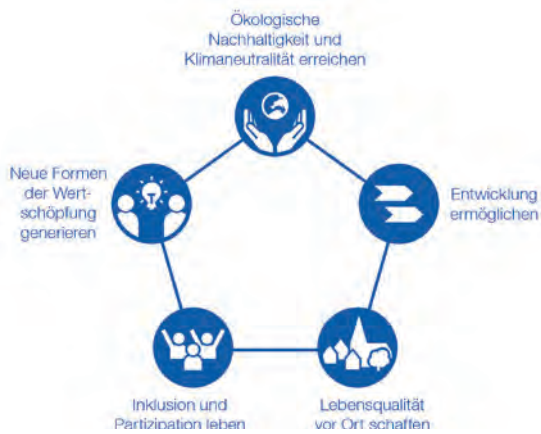 Ökologische
Nachhaltigkeit und
Klimaneutralität erreichen
Neue Formen
der Wert-
schöpfung
generieren
Entwicklung
ermöglichen
Inklusion und
Partizipation leben
Lebensqualität
vor Ort schaffen